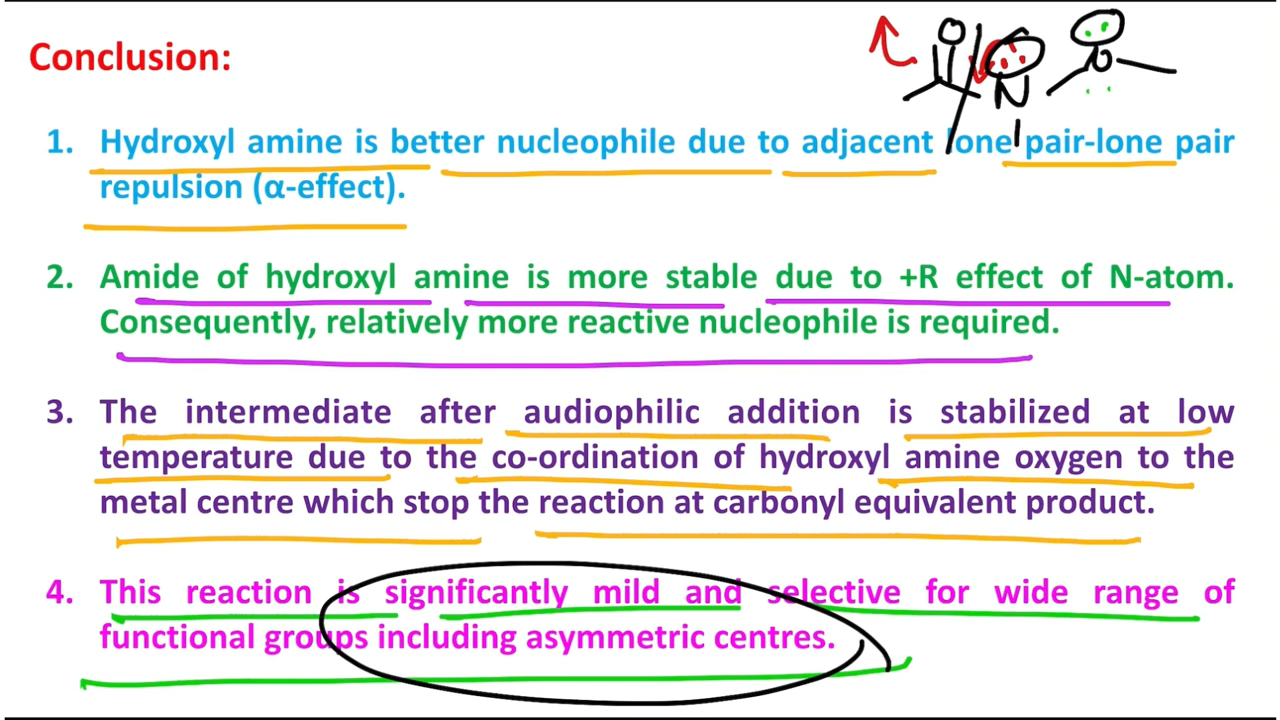 Conclusion:
O
N
O
1. Hydroxyl amine is better nucleophile due to adjacent lone pair-lone pair
repulsion (α-effect).
2. Amide of hydroxyl amine is more stable due to +R effect of N-atom.
Consequently, relatively more reactive nucleophile is required.
3. The intermediate after audiophilic addition is stabilized at low
temperature due to the co-ordination of hydroxyl amine oxygen to the
metal centre which stop the reaction at carbonyl equivalent product.
4. This reaction is significantly mild and selective for wide range of
functional groups including asymmetric centres.